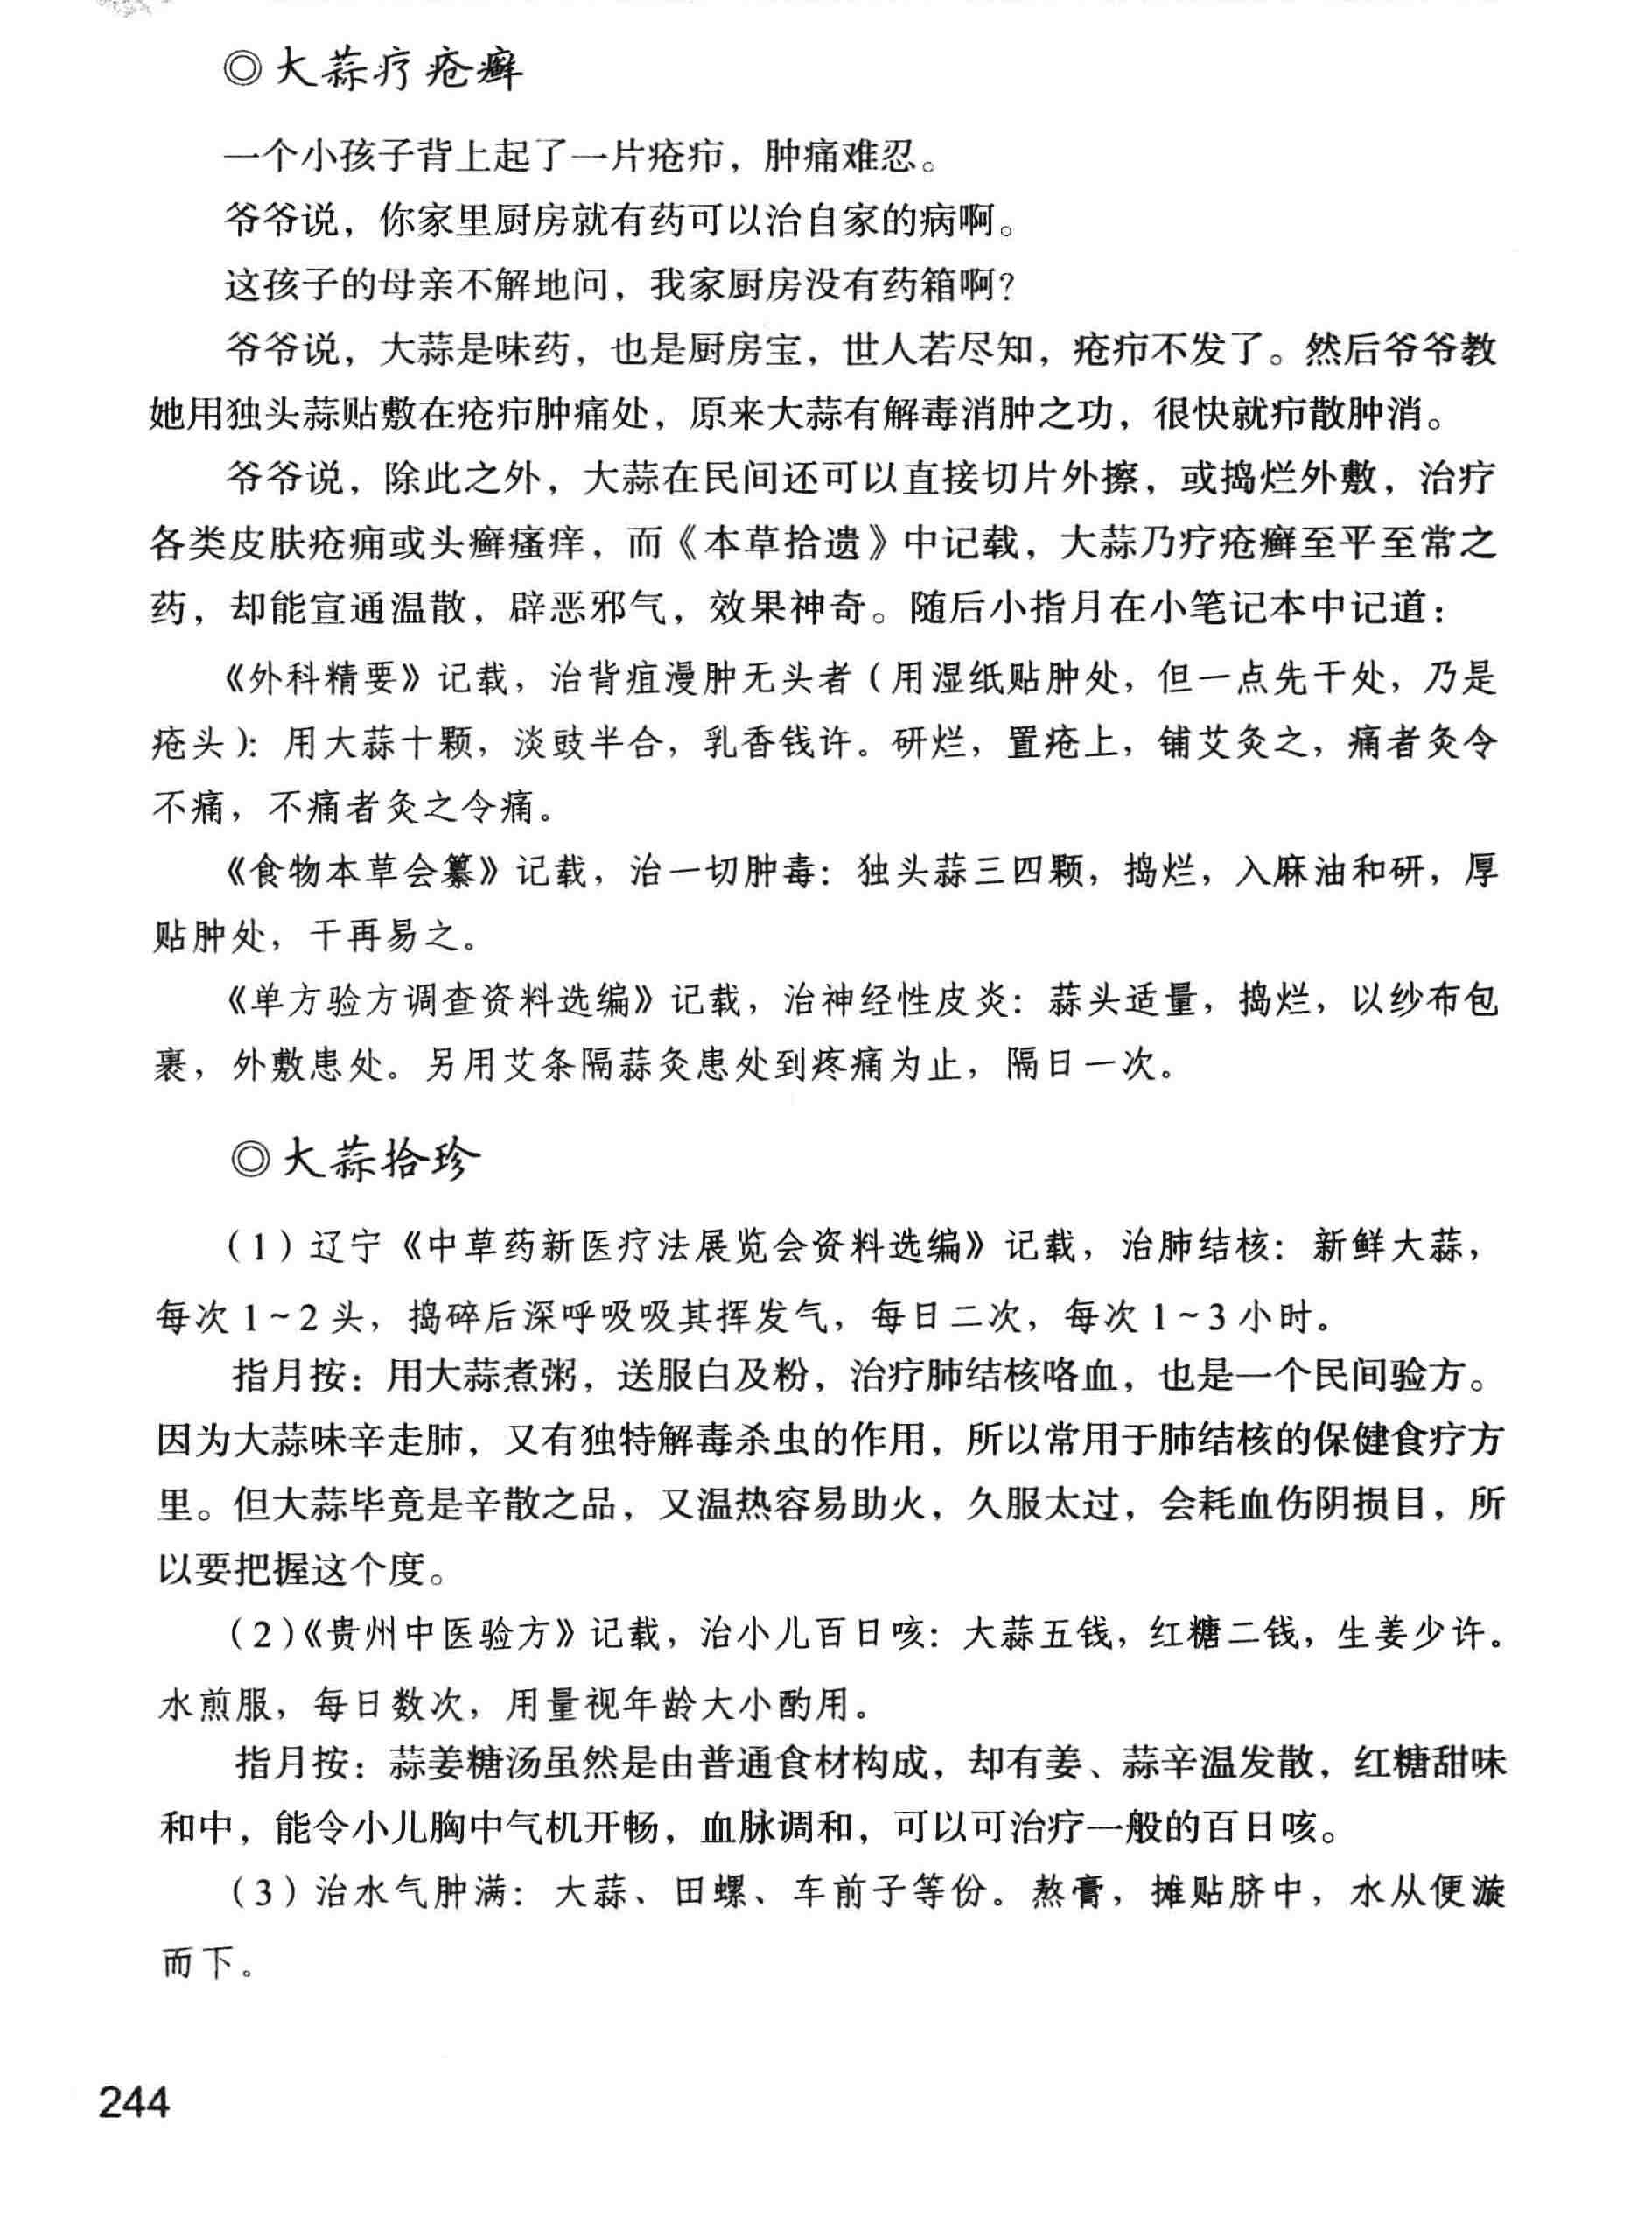 ◎大蒜疗疮癣
一个小孩子背上起了一片疮疖，肿痛难忍。
爷爷说，你家里厨房就有药可以治自家的病啊。
这孩子的母亲不解地问，我家厨房没有药箱啊？
爷爷说，大蒜是味药，也是厨房宝，世人若尽知，疮疖不发了。然后爷爷教
她用独头蒜贴敷在疮疖肿痛处，原来大蒜有解毒消肿之功，很快就疖散肿消。
爷爷说，除此之外，大蒜在民间还可以直接切片外擦，或捣烂外敷，治疗
各类皮肤疮痈或头癣瘙痒，而《本草拾遗》中记载，大蒜乃疗疮癣至平至常之
药，却能宣通温散，辟恶邪气，效果神奇。随后小指月在小笔记本中记道：
《外科精要》记载，治背疽漫肿无头者（用湿纸贴肿处，但一点先干处，乃是
疮头）：用大蒜十颗，淡豉半合，乳香钱许。研烂，置疮上，铺艾灸之，痛者灸令
不痛，不痛者灸之令痛。
《食物本草会纂》记载，治一切肿毒：独头蒜三四颗，捣烂，入麻油和研，厚
贴肿处，干再易之。
《单方验方调查资料选编》记载，治神经性皮炎：蒜头适量，捣烂，以纱布包
裹，外敷患处。另用艾条隔蒜灸患处到疼痛为止，隔日一次。
◎大蒜拾珍
（1）辽宁《中草药新医疗法展览会资料选编》记载，治肺结核：新鲜大蒜，
每次1~2头，捣碎后深呼吸吸其挥发气，每日二次，每次1~3小时。
指月按：用大蒜煮粥，送服白及粉，治疗肺结核咯血，也是一个民间验方。
因为大蒜味辛走肺，又有独特解毒杀虫的作用，所以常用于肺结核的保健食疗方
里。但大蒜毕竟是辛散之品，又温热容易助火，久服太过，会耗血伤阴损目，所
以要把握这个度。
（2）《贵州中医验方》记载，治小儿百日咳：大蒜五钱，红糖二钱，生姜少许。
水煎服，每日数次，用量视年龄大小酌用。
指月按：蒜姜糖汤虽然是由普通食材构成，却有姜、蒜辛温发散，红糖甜味
和中，能令小儿胸中气机开畅，血脉调和，可以可治疗一般的百日咳。
（3）治水气肿满：大蒜、田螺、车前子等份。熬膏，摊贴脐中，水从便漩
而下。
244